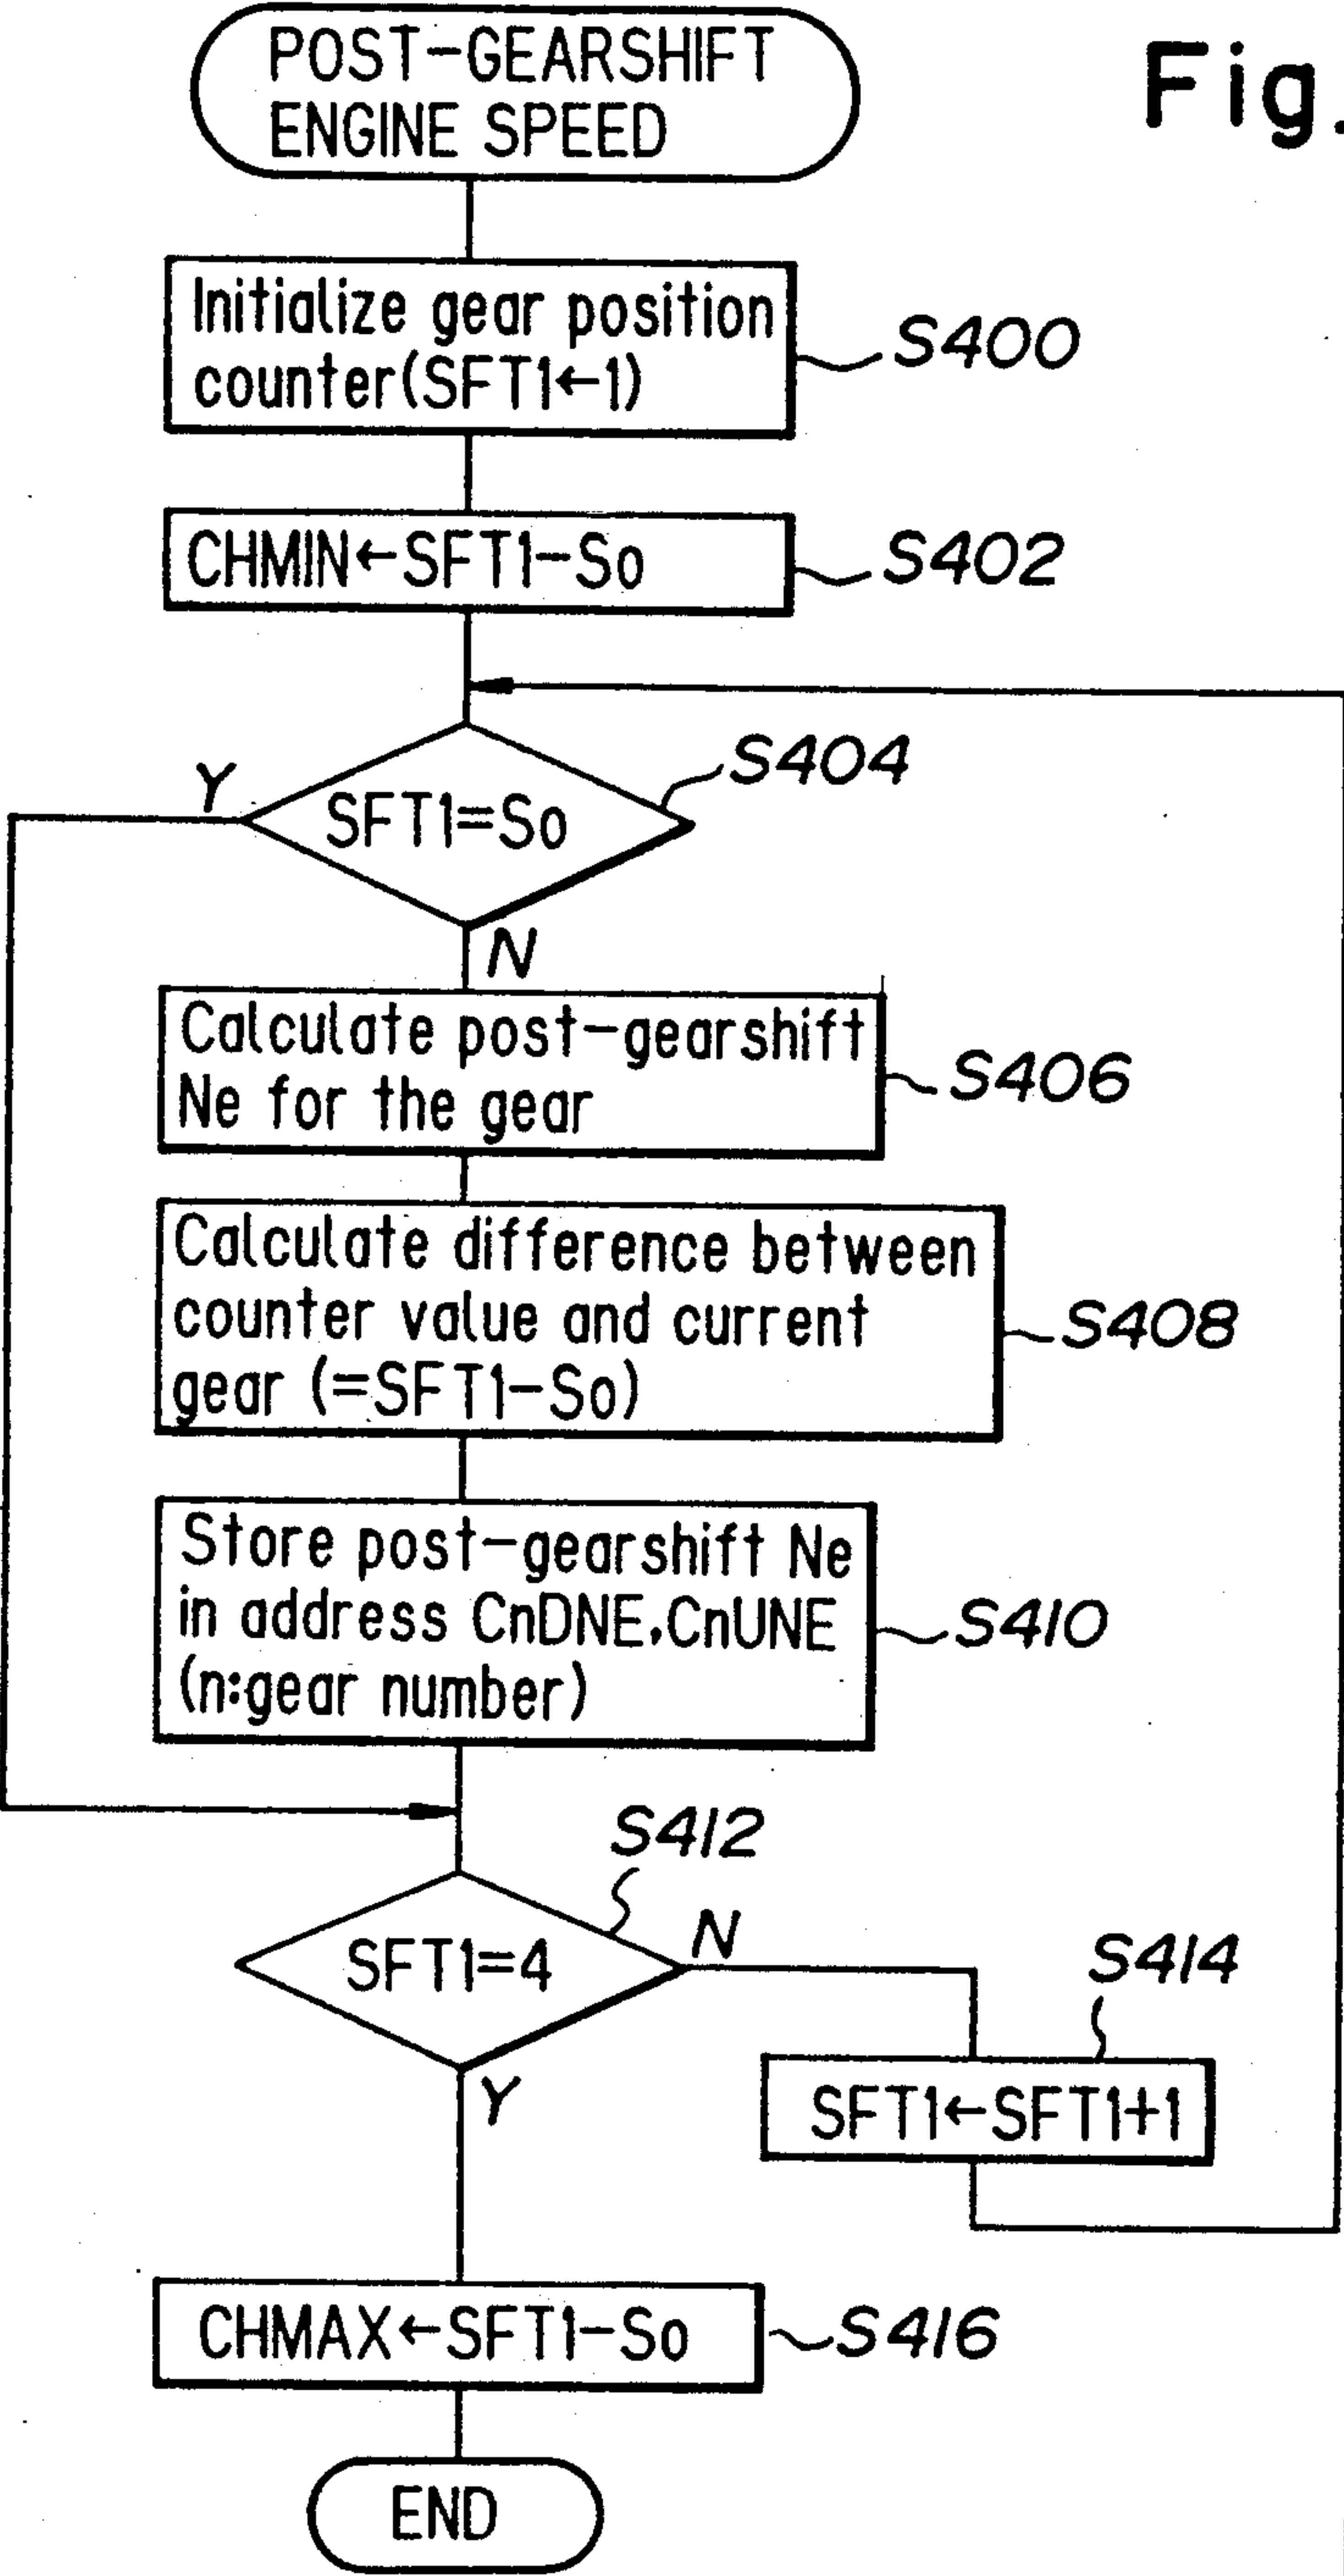 POST-GEARSHIFT
ENGINE SPEED
Fig.
Initialize gear position
counter(SFT1←1)
S400
CHMIN←SFT1-So
S402
S404
Y
SFT1=So
N
Calculate post-gearshift
Ne for the gear
S406
Calculate difference between
counter value and current
gear (=SFT1-So)
S408
Store post-gearshift Ne
in address CnDNE,CnUNE
(n:gear number)
S410
S412
SFT1=4
N
S414
Y
SFT1←SFT1+1
CHMAX←SFT1-So
S416
END